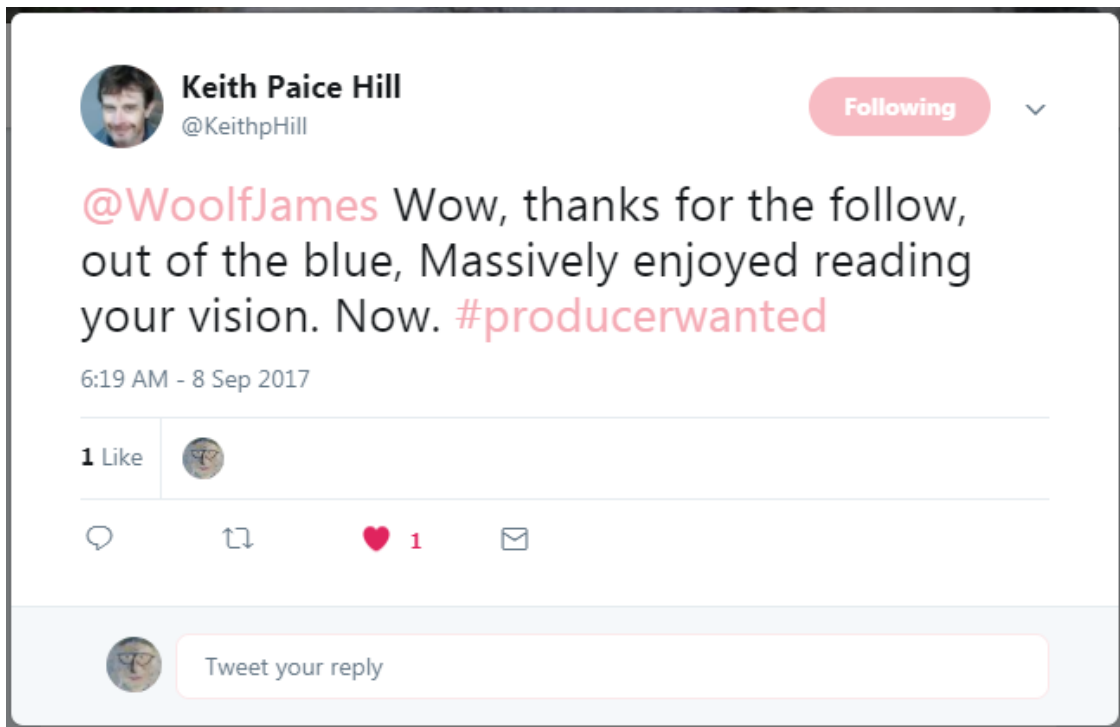 Keith Paice Hill
@KeithpHill
Following
@WoolfJames Wow, thanks for the follow,
out of the blue, Massively enjoyed reading
your vision. Now. #producerwanted
6:19 AM - 8 Sep 2017
1 Like
1
Tweet your reply